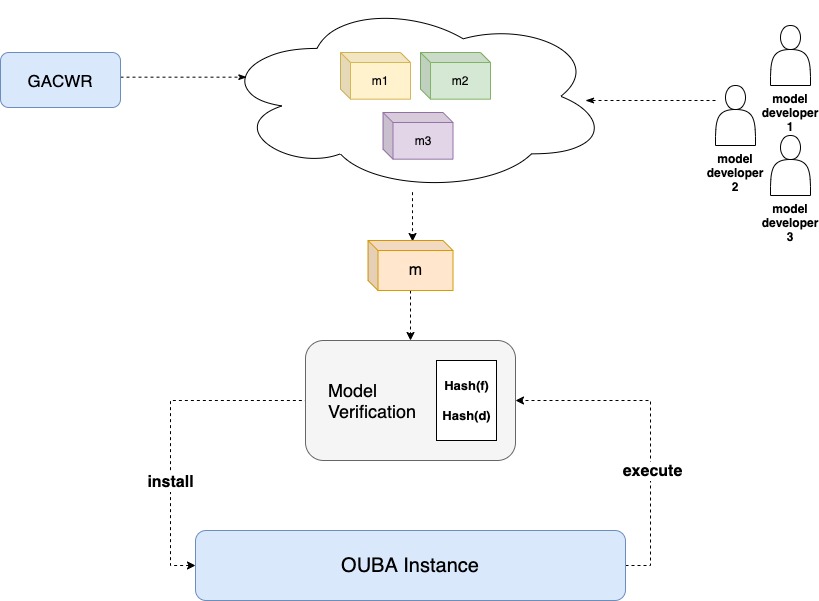 GACWR
m1
m2
m3
model
developer
1
model
developer
2
model
developer
3
m
Model
Verification
Hash(f)
Hash(d)
install
execute
OUBA Instance